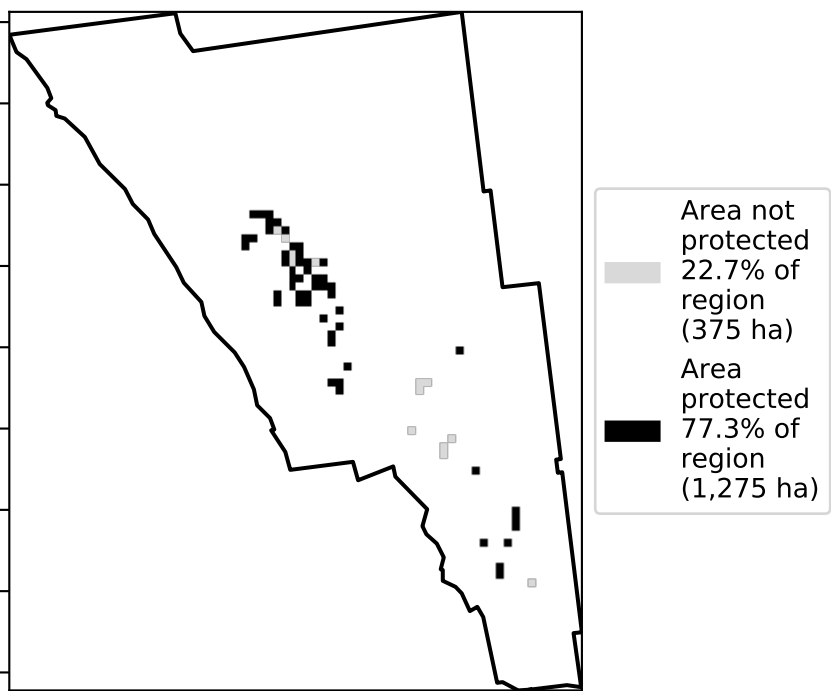 Area not
protected
22.7% of
region
(375 ha)
Area
protected
77.3% of
region
(1,275 ha)